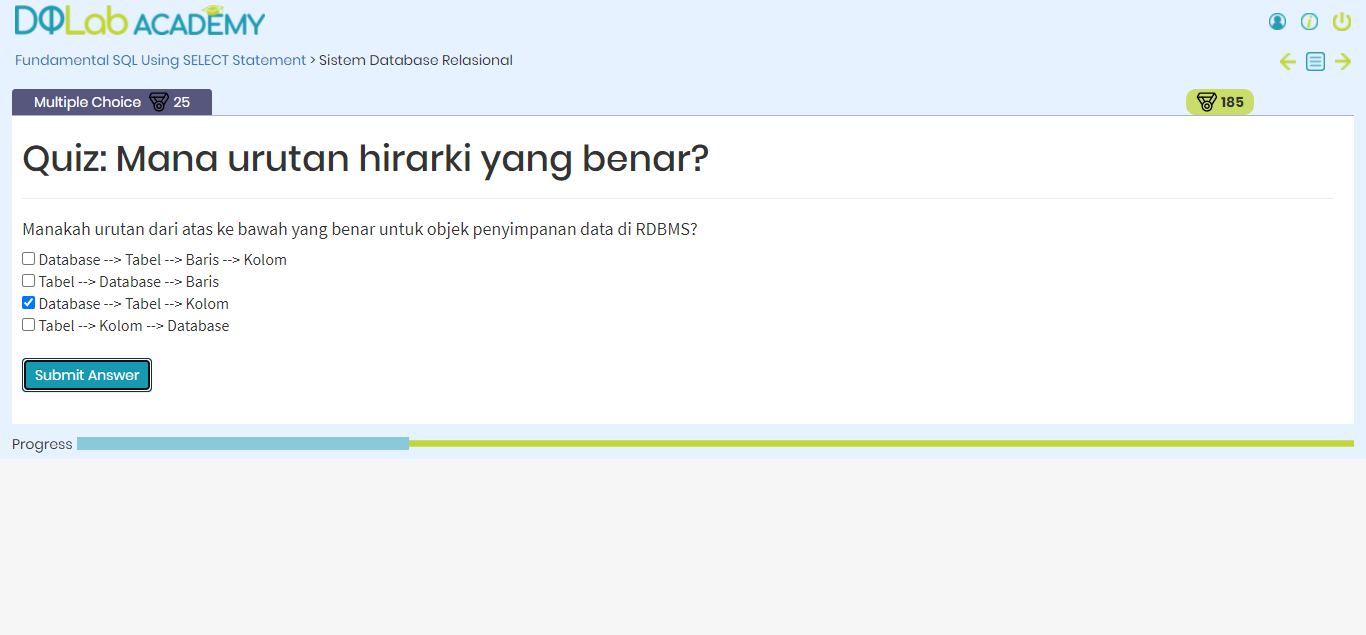 DQLab ACADEMY
Fundamental SQL Using SELECT Statement > Sistem Database Relasional
Multiple Choice 25
185
Quiz: Mana urutan hirarki yang benar?
Manakah urutan dari atas ke bawah yang benar untuk objek penyimpanan data di RDBMS?
Database --> Tabel --> Baris --> Kolom
Tabel --> Database --> Baris
Database --> Tabel --> Kolom
Tabel --> Kolom --> Database
Submit Answer
Progress